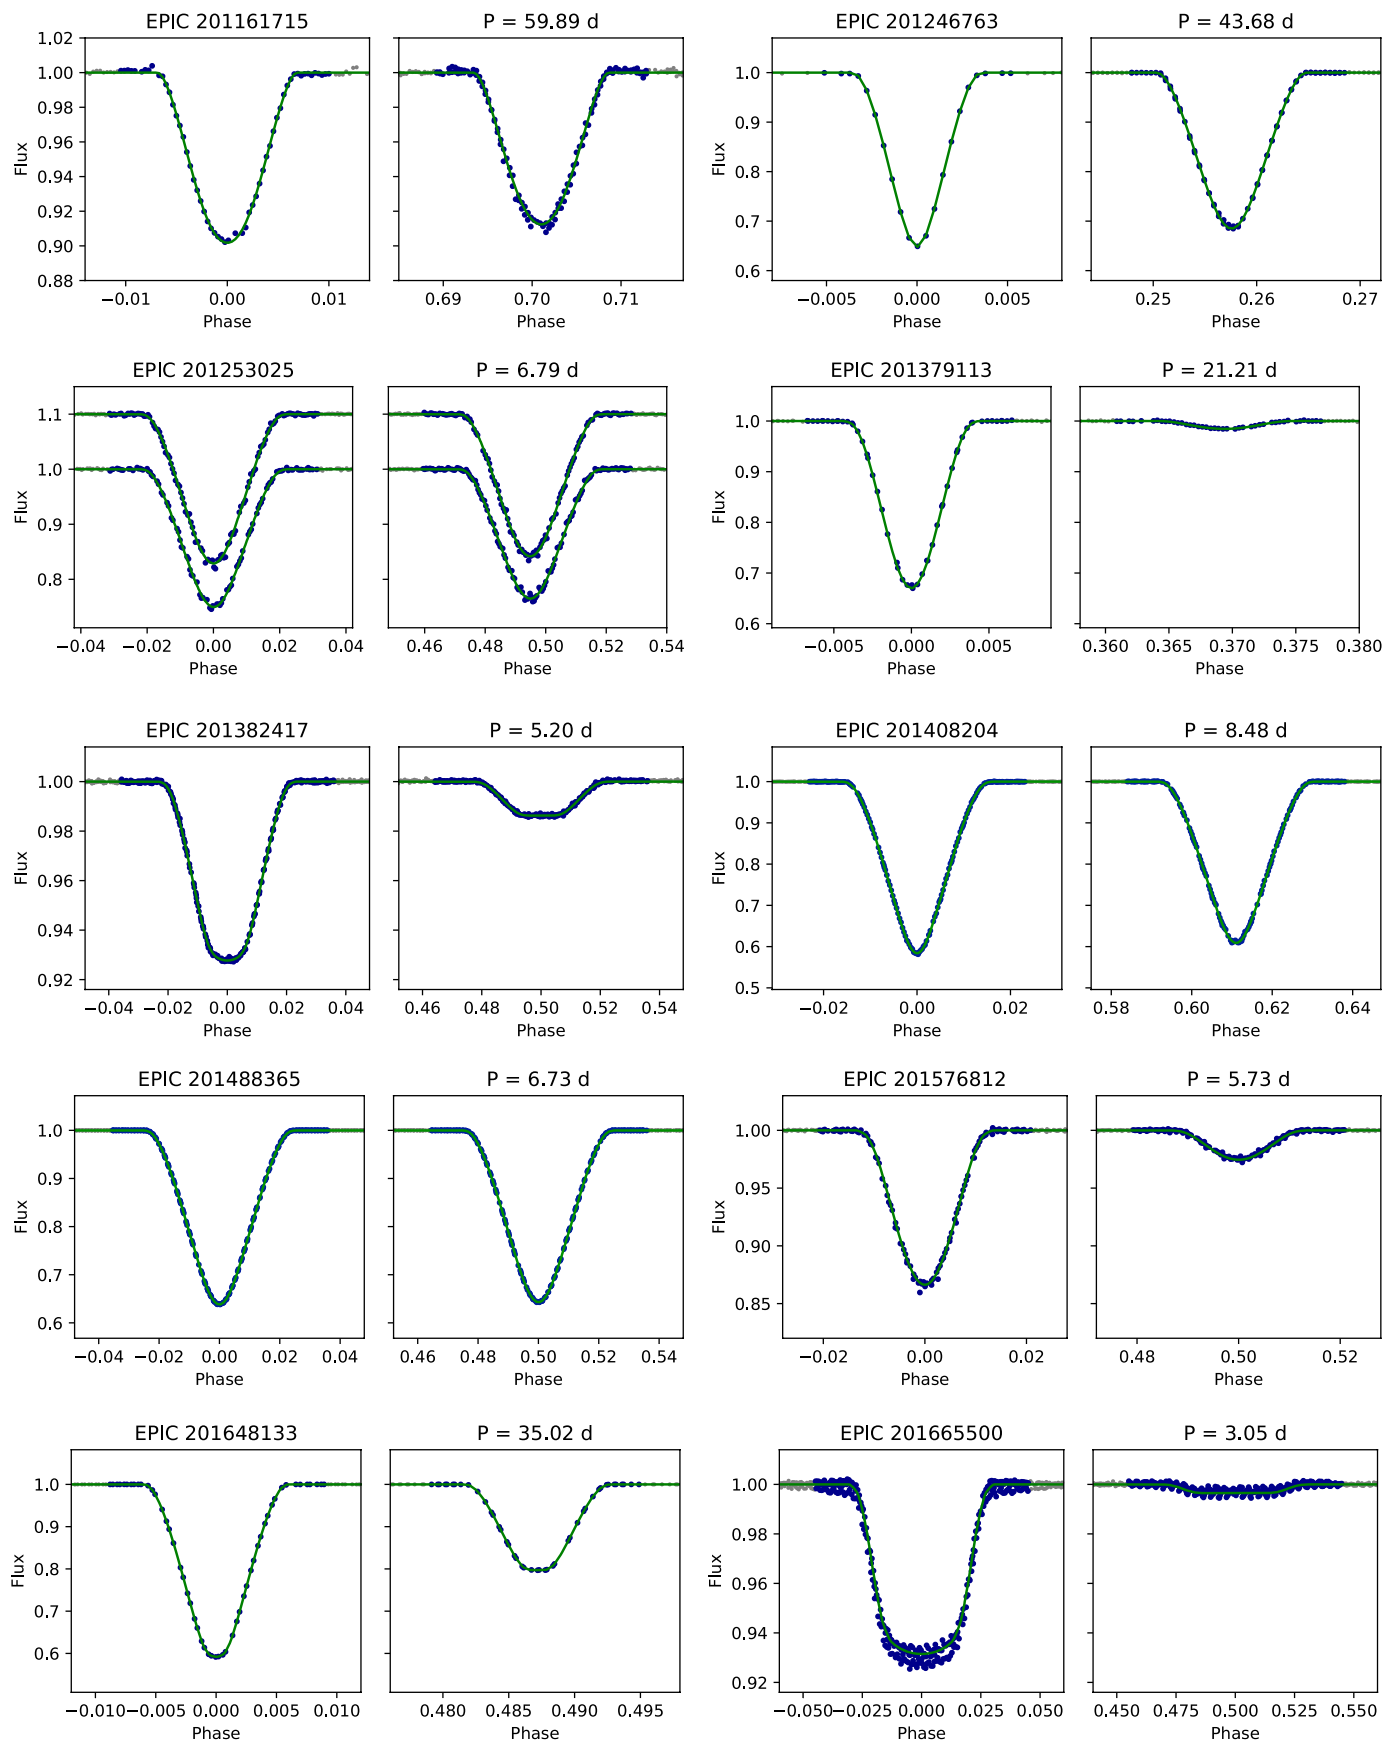 EPIC 201161715 P = 59.89 d EPIC 201246763 P = 43.68 d
1.02
1.00
0.98
0.96
0.94
0.92
0.90
0.88
Flux
−0.01 0.00 0.01
Phase
0.69 0.70 0.71
Phase
1.0
0.9
0.8
0.7
0.6
Flux
−0.005 0.000 0.005
Phase
0.25 0.26 0.27
Phase
EPIC 201253025 P = 6.79 d EPIC 201379113 P = 21.21 d
1.1
1.0
0.9
0.8
Flux
−0.04 −0.02 0.00 0.02 0.04
Phase
0.46 0.48 0.50 0.52 0.54
Phase
1.0
0.9
0.8
0.7
0.6
Flux
−0.005 0.000 0.005
Phase
0.360 0.365 0.370 0.375 0.380
Phase
EPIC 201382417 P = 5.20 d EPIC 201408204 P = 8.48 d
1.00
0.98
0.96
0.94
0.92
Flux
−0.04 −0.02 0.00 0.02 0.04
Phase
0.46 0.48 0.50 0.52 0.54
Phase
1.0
0.9
0.8
0.7
0.6
0.5
Flux
−0.02 0.00 0.02
Phase
0.58 0.60 0.62 0.64
Phase
EPIC 201488365 P = 6.73 d EPIC 201576812 P = 5.73 d
1.0
0.9
0.8
0.7
0.6
Flux
−0.04 −0.02 0.00 0.02 0.04
Phase
0.46 0.48 0.50 0.52 0.54
Phase
1.00
0.95
0.90
0.85
Flux
−0.02 0.00 0.02
Phase
0.48 0.50 0.52
Phase
EPIC 201648133 P = 35.02 d EPIC 201665500 P = 3.05 d
1.0
0.9
0.8
0.7
0.6
Flux
−0.010 −0.005 0.000 0.005 0.010
Phase
0.480 0.485 0.490 0.495
Phase
1.00
0.98
0.96
0.94
0.92
Flux
−0.050 −0.025 0.000 0.025 0.050
Phase
0.450 0.475 0.500 0.525 0.550
Phase